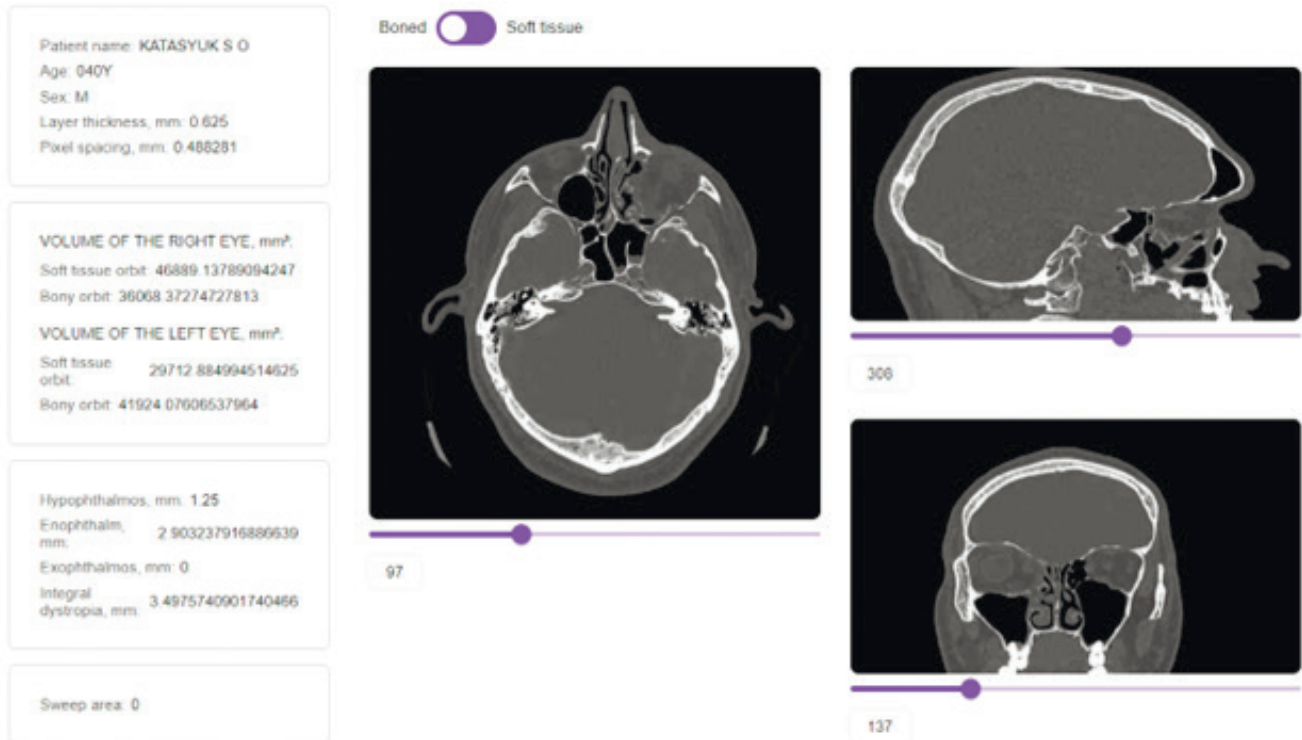 Patient name: KATASYUK S O
Age: 040Y
Sex: M
Layer thickness, mm: 0.625
Pixel spacing, mm: 0.488281
VOLUME OF THE RIGHT EYE, mm³:
Soft tissue orbit: 46889.13789094247
Bony orbit: 36068.37274727813
VOLUME OF THE LEFT EYE, mm³:
Soft tissue
orbit: 29712.884994514625
Bony orbit: 41924.07606537964
Hypophthalmos, mm: 1.25
Enophthalm,
mm: 2.903237916886639
Exophthalmos, mm: 0
Integral
dystropia, mm: 3.4975740901740466
Sweep area: 0
Boned Soft tissue
97
308
137